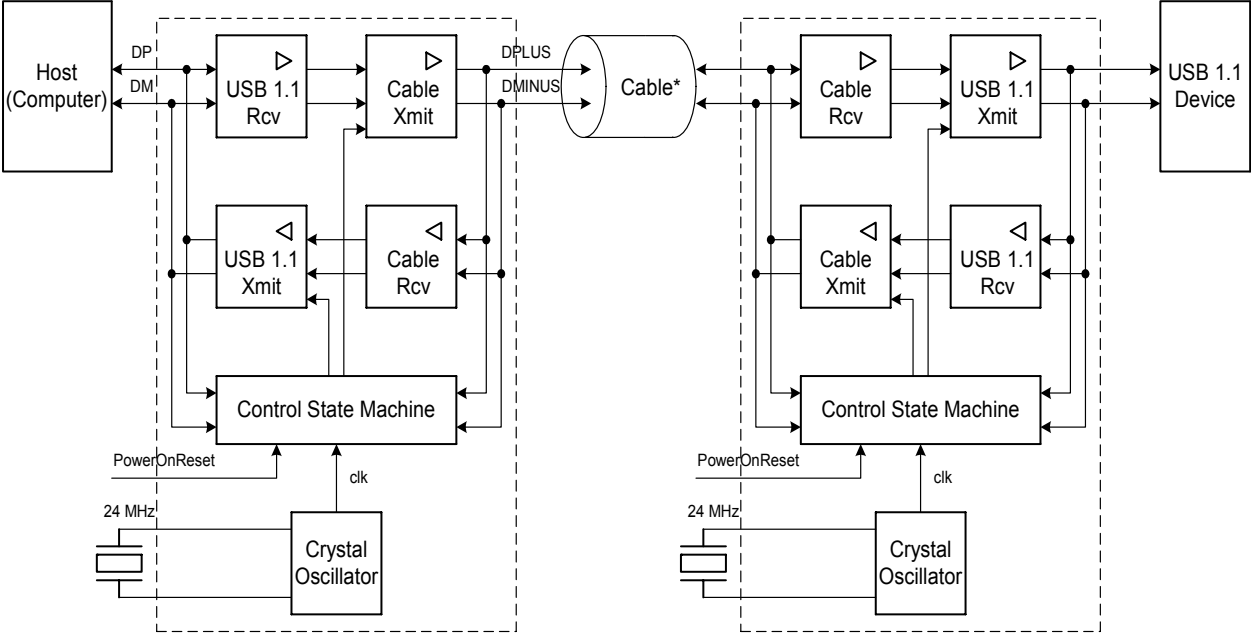 Host
(Computer)
DP
DM
USB 1.1
Rcv
Cable
Xmit
DPLUS
DMINUS
Cable*
Cable
Rcv
USB 1.1
Xmit
USB 1.1
Device
USB 1.1
Xmit
Cable
Rcv
Cable
Xmit
USB 1.1
Rcv
Control State Machine
Control State Machine
PowerOnReset
clk
PowerOnReset
clk
24 MHz
24 MHz
Crystal
Oscillator
Crystal
Oscillator